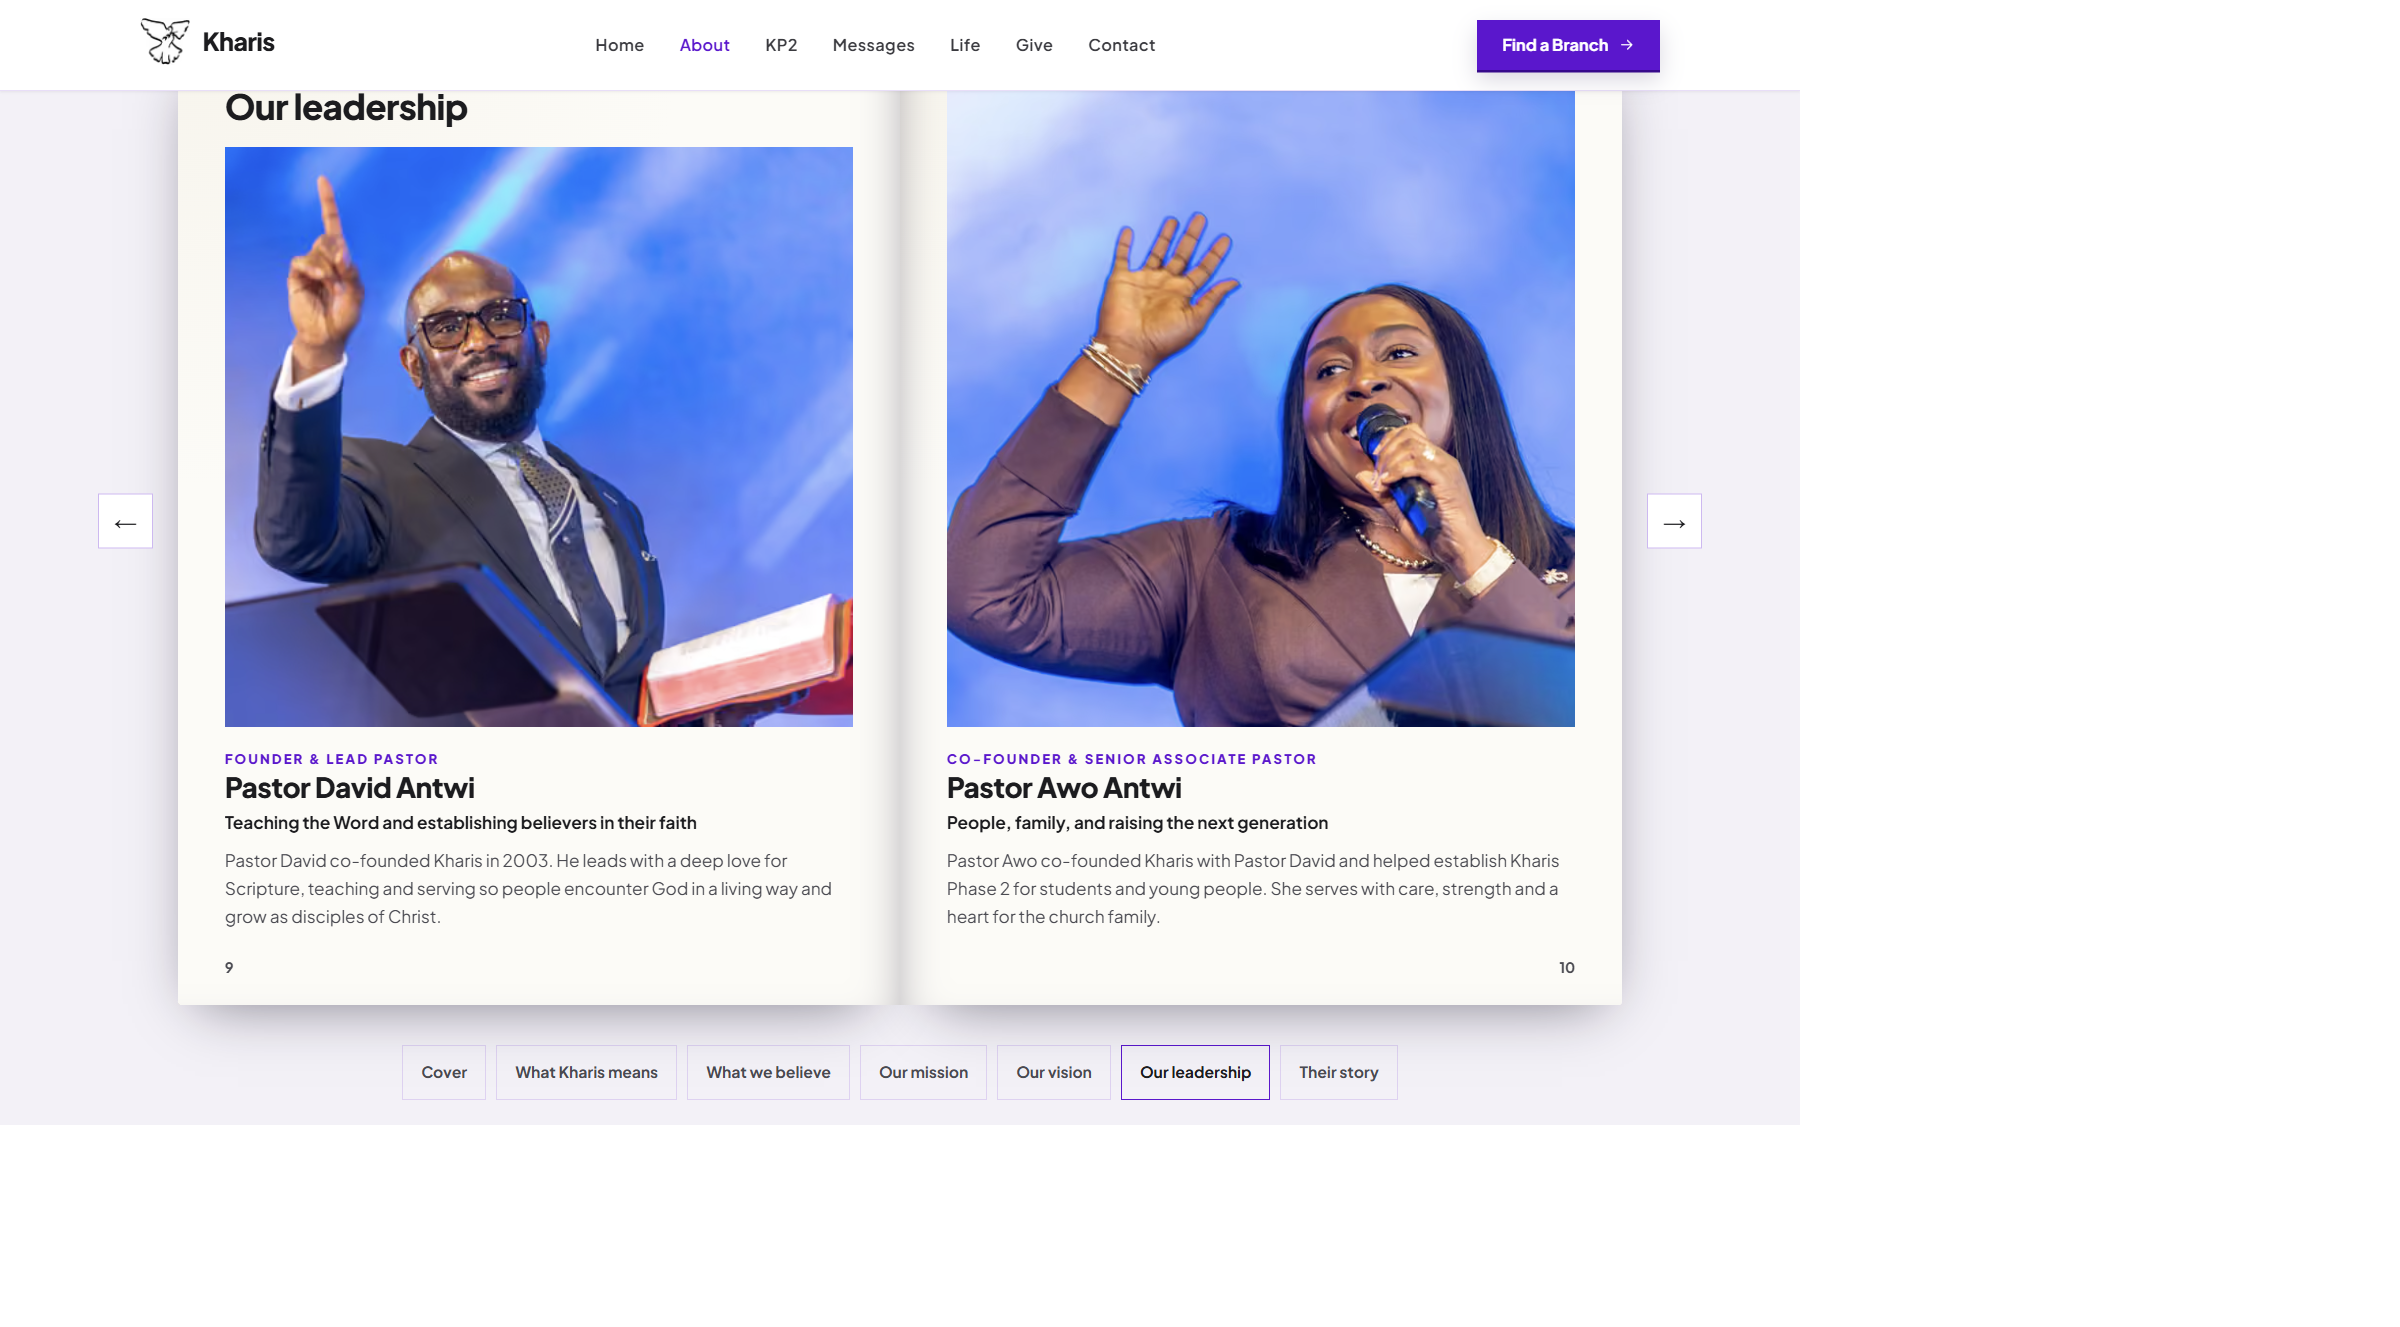 Kharis
Home
About
KP2
Messages
Life
Give
Contact
Find a Branch →
Our leadership
FOUNDER & LEAD PASTOR
Pastor David Antwi
Teaching the Word and establishing believers in their faith
Pastor David co-founded Kharis in 2003. He leads with a deep love for
Scripture, teaching and serving so people encounter God in a living way and
grow as disciples of Christ.
9
CO-FOUNDER & SENIOR ASSOCIATE PASTOR
Pastor Awo Antwi
People, family, and raising the next generation
Pastor Awo co-founded Kharis with Pastor David and helped establish Kharis
Phase 2 for students and young people. She serves with care, strength and a
heart for the church family.
10
←
→
Cover
What Kharis means
What we believe
Our mission
Our vision
Our leadership
Their story